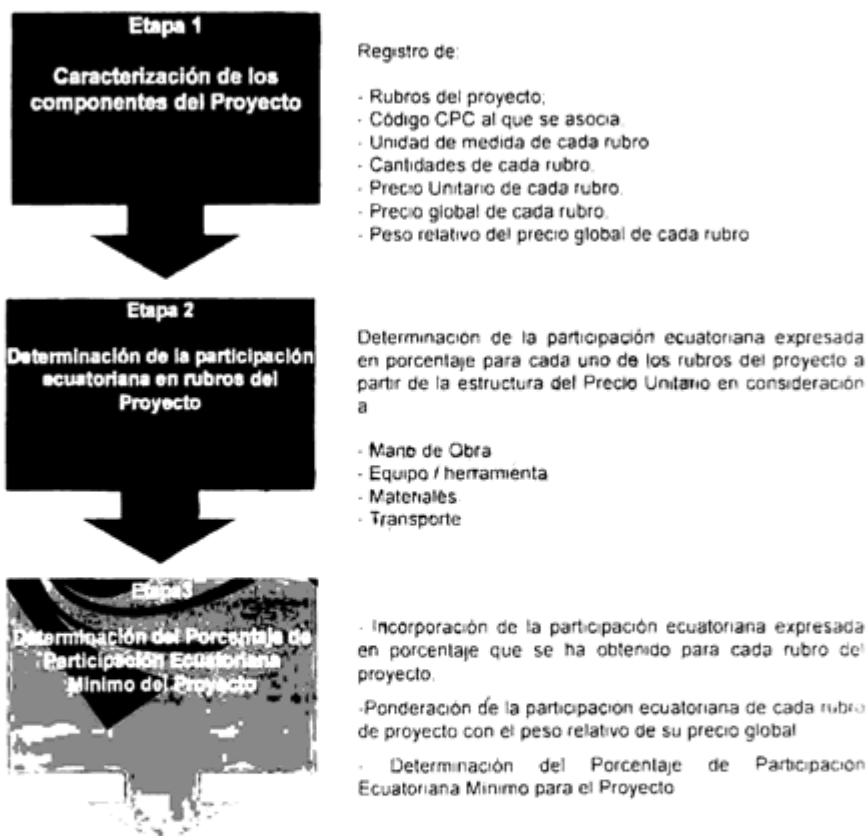 Etapa 1
Caracterización de los
componentes del Proyecto
Registro de:
- Rubros del proyecto;
- Código CPC al que se asocia.
- Unidad de medida de cada rubro
- Cantidades de cada rubro.
- Precio Unitario de cada rubro.
- Precio global de cada rubro.
- Peso relativo del precio global de cada rubro
Etapa 2
Determinación de la participación
ecuatoriana en rubros del
Proyecto
Determinación de la participación ecuatoriana expresada
en porcentaje para cada uno de los rubros del proyecto a
partir de la estructura del Precio Unitario en consideración
a
- Mano de Obra
- Equipo / herramienta
- Materiales
- Transporte
Etapa3
Determinación del Porcentaje de
Participación Ecuatoriana
Minimo del Proyecto
- Incorporación de la participación ecuatoriana expresada
en porcentaje que se ha obtenido para cada rubro del
proyecto.
-Ponderación de la participación ecuatoriana de cada rubro
de proyecto con el peso relativo de su precio global
- Determinación del Porcentaje de Participación
Ecuatoriana Minimo para el Proyecto